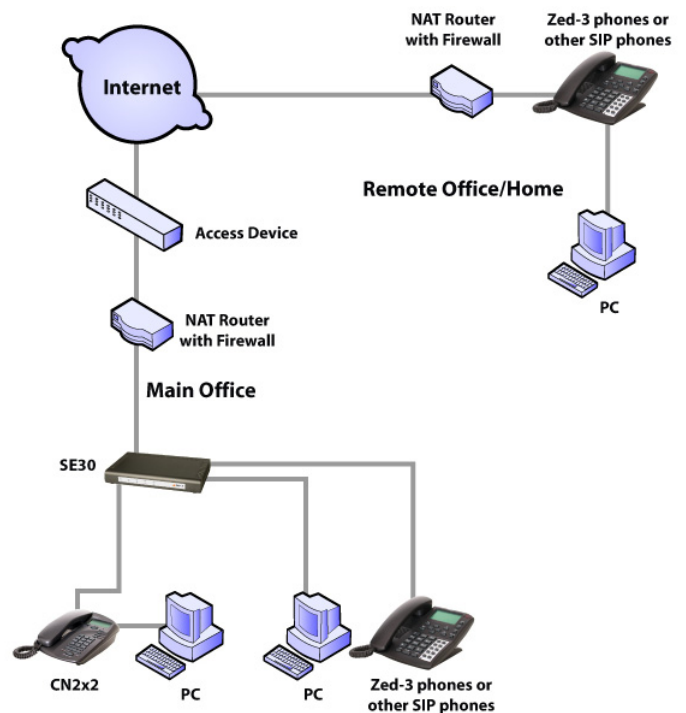 NAT Router
with Firewall
Zed-3 phones or
other SIP phones
Internet
Remote Office/Home
Access Device
PC
NAT Router
with Firewall
Main Office
SE30
CN2x2
PC
PC
Zed-3 phones or
other SIP phones